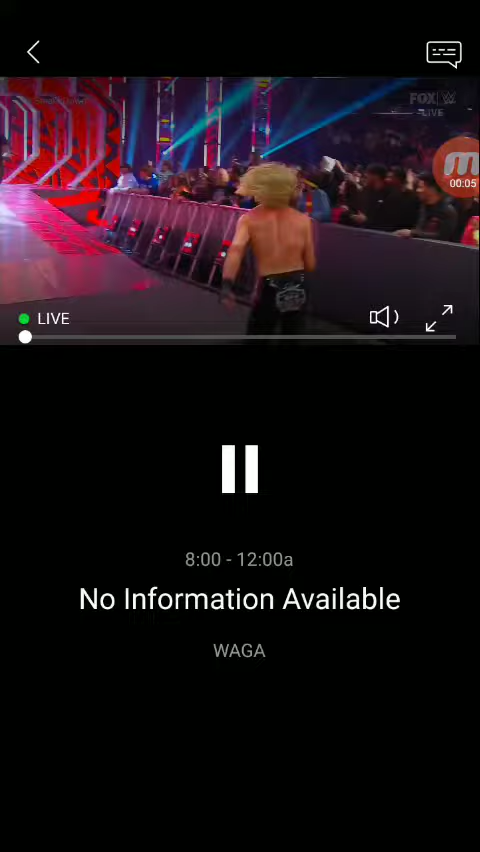 FOX W
LIVE
00:05
LIVE
8:00 - 12:00a
No Information Available
WAGA